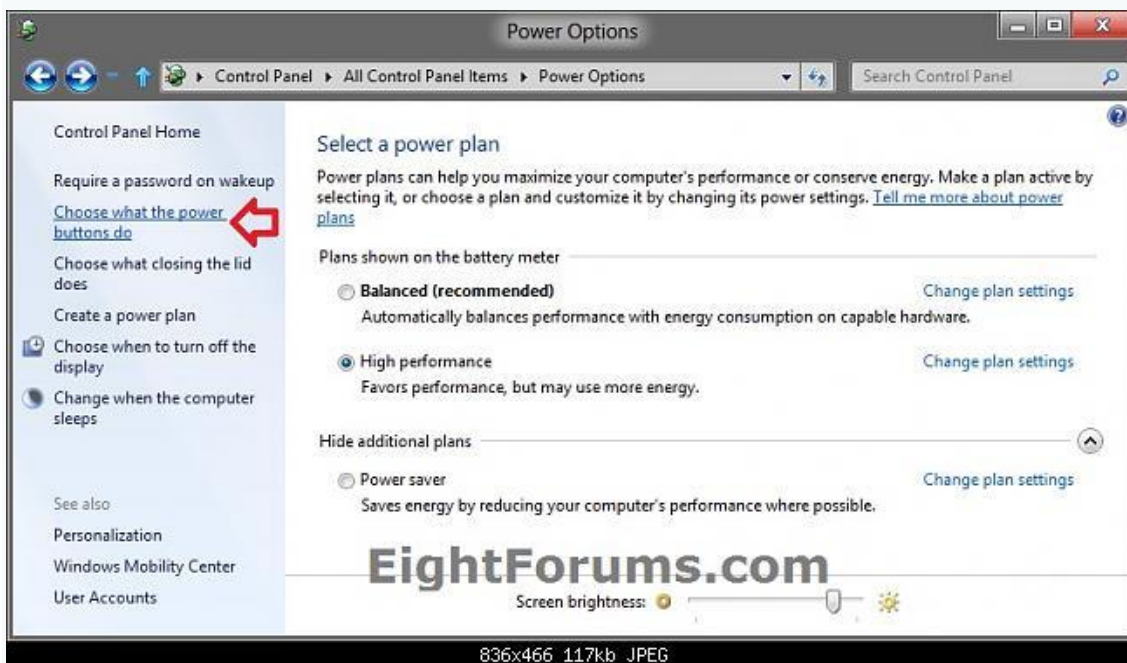 Power Options
Control Panel ▸ All Control Panel Items ▸ Power Options
Search Control Panel
Control Panel Home
Require a password on wakeup
Choose what the power
buttons do
Choose what closing the lid
does
Create a power plan
Choose when to turn off the
display
Change when the computer
sleeps
See also
Personalization
Windows Mobility Center
User Accounts
Select a power plan
Power plans can help you maximize your computer's performance or conserve energy. Make a plan active by
selecting it, or choose a plan and customize it by changing its power settings. Tell me more about power
plans
Plans shown on the battery meter
Balanced (recommended) Change plan settings
Automatically balances performance with energy consumption on capable hardware.
High performance Change plan settings
Favors performance, but may use more energy.
Hide additional plans
Power saver Change plan settings
Saves energy by reducing your computer's performance where possible.
EightForums.com
Screen brightness:
836x466 117kb JPEG